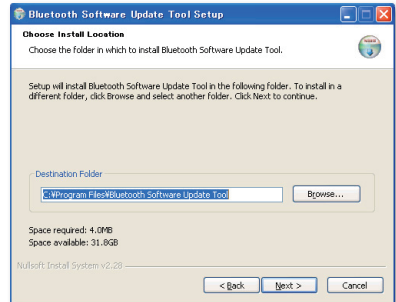 Bluetooth Software Update Tool Setup
Choose Install Location
Choose the folder in which to install Bluetooth Software Update Tool.
Setup will install Bluetooth Software Update Tool in the following folder. To install in a
different folder, click Browse and select another folder. Click Next to continue.
Destination Folder
C:¥Program Files¥Bluetooth Software Update Tool
Browse...
Space required: 4.0MB
Space available: 31.8GB
Nullsoft Install System v2.28
< Back
Next >
Cancel